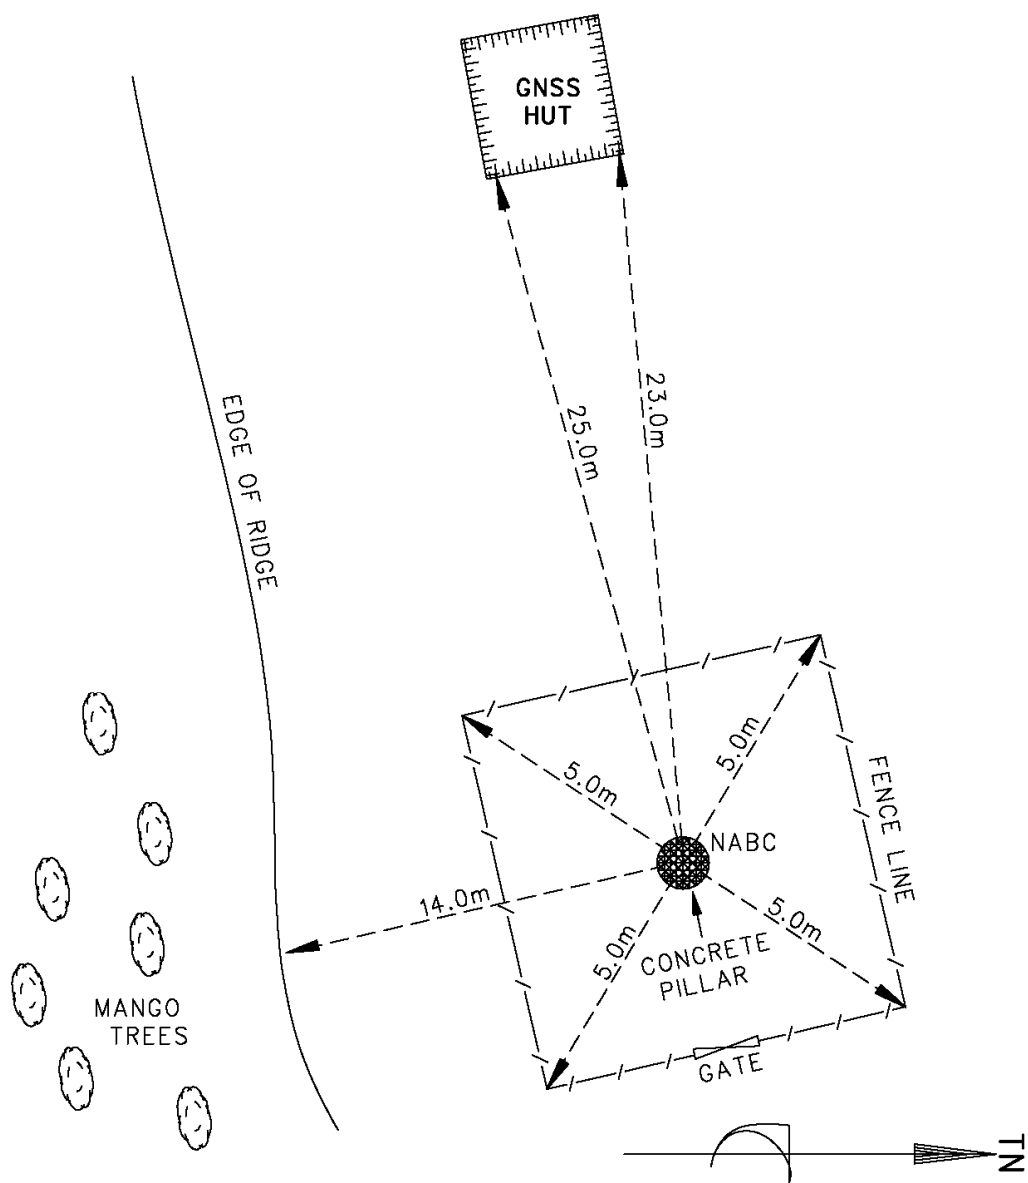 GNSS
HUT
EDGE OF RIDGE
25.0m
23.0m
5.0m
5.0m
FENCE LINE
NABC
14.0m
5.0m
5.0m
CONCRETE
PILLAR
MANGO
TREES
GATE
TN